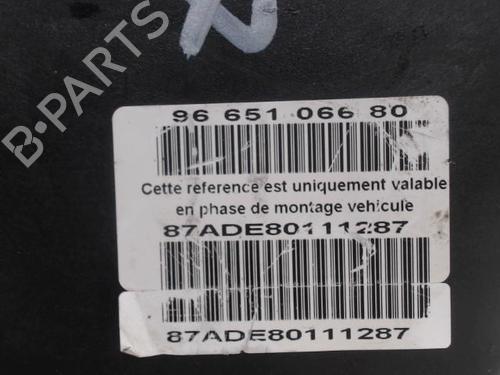 B-PARTS
96 651 066 80
Cette reference est uniquement valable
en phase de montage vehicule
87ADE80111287
87ADE80111287